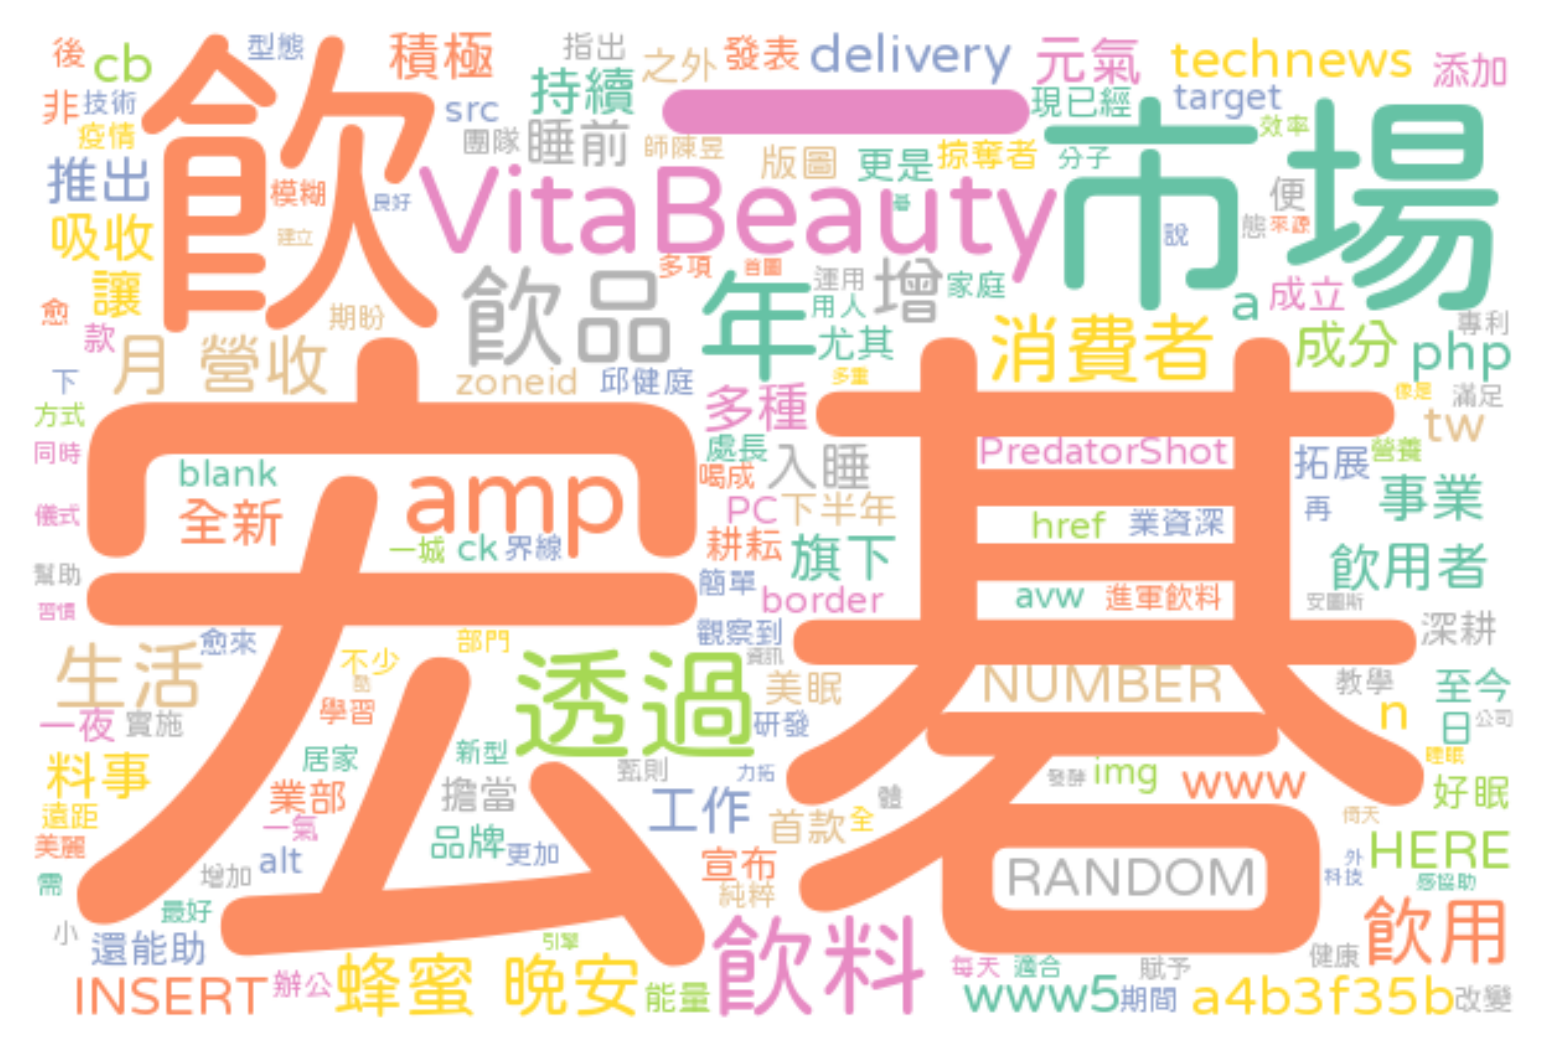 後
cb
型態
積極
指出
之外
發表
delivery
元氣
technews
添加
非
技術
飲
src
持續
一
現已經
target
市場
效率
疫情
團隊
睡前
師陳昱
版圖
更是
掠奪者
分子
推出
模糊
良好
VitaBeauty
便
吸收
建立
說
態
來源
讓
多項
首圖
運用
增
家庭
a
成立
愈
款
期盼
飲品
年
用人
尤其
消費者
成分
專利
php
月
營收
下
zoneid
邱健庭
多重
多種
像是
滿足
tw
方式
同時
宏碁
blank
amp
處長
入睡
喝成
PredatorShot
拓展
營養
儀式
全新
PC
下半年
href
業資深
再
事業
一城
ck
界線
耕耘
旗下
飲用者
幫助
習慣
簡單
border
avw
進軍飲料
安圖斯
愈來
部門
觀察到
資訊
深耕
生活
不少
酷
透過
美眠
NUMBER
教學
至今
一夜
實施
學習
研發
n
日
公司
料事
居家
新型
甄則
力拓
發酵
img
www
睡眠
好眠
遠距
業部
擔當
工作
首款
全
體
倚天
美麗
一氣
品牌
更加
HERE
需
增加
alt
宣布
純粹
RANDOM
外
科技
感協助
最好
小
還能助
引擎
飲料
飲用
健康
INSERT
辦公
蜂蜜
晚安
能量
每天
適合
賦予
www5
期間
a4b3f35b
改變